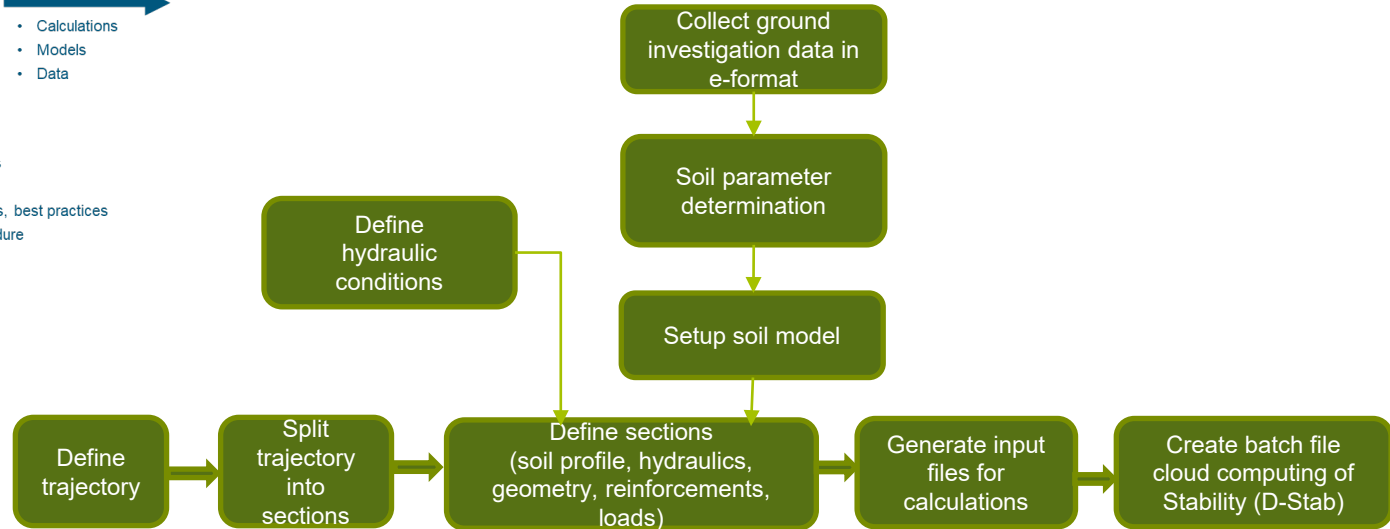 • Calculations
• Models
• Data
best practices
Collect ground
investigation data in
e-format
Soil parameter
determination
Define
hydraulic
conditions
Setup soil model
Define
trajectory
Split
trajectory
into
sections
Define sections
(soil profile, hydraulics,
geometry, reinforcements,
loads)
Generate input
files for
calculations
Create batch file
cloud computing of
Stability (D-Stab)